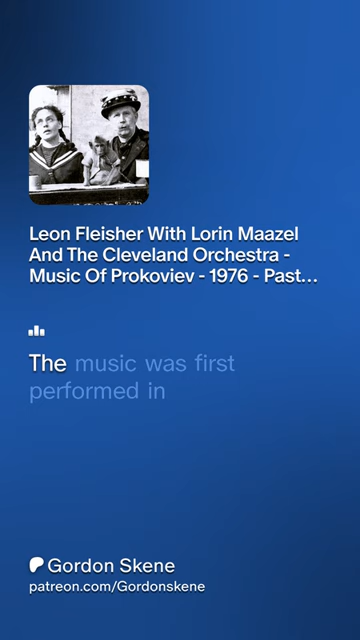 Leon Fleisher With Lorin Maazel
And The Cleveland Orchestra -
Music Of Prokoviev - 1976 - Past...
The music was first
performed in
Gordon Skene
patreon.com/Gordonskene